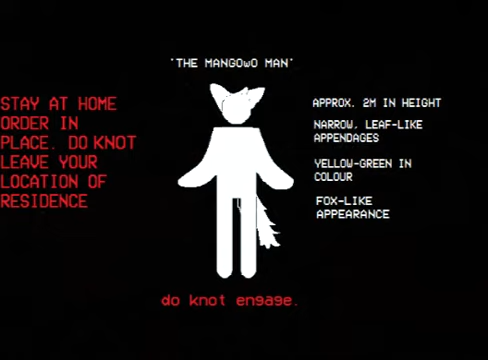 'THE MANGOwO MAN'
STAY AT HOME
ORDER IN
PLACE. DO KNOT
LEAVE YOUR
LOCATION OF
RESIDENCE
APPROX. 2M IN HEIGHT
NARROW, LEAF-LIKE
APPENDAGES
YELLOW-GREEN IN
COLOUR
FOX-LIKE
APPEARANCE
do knot engage.